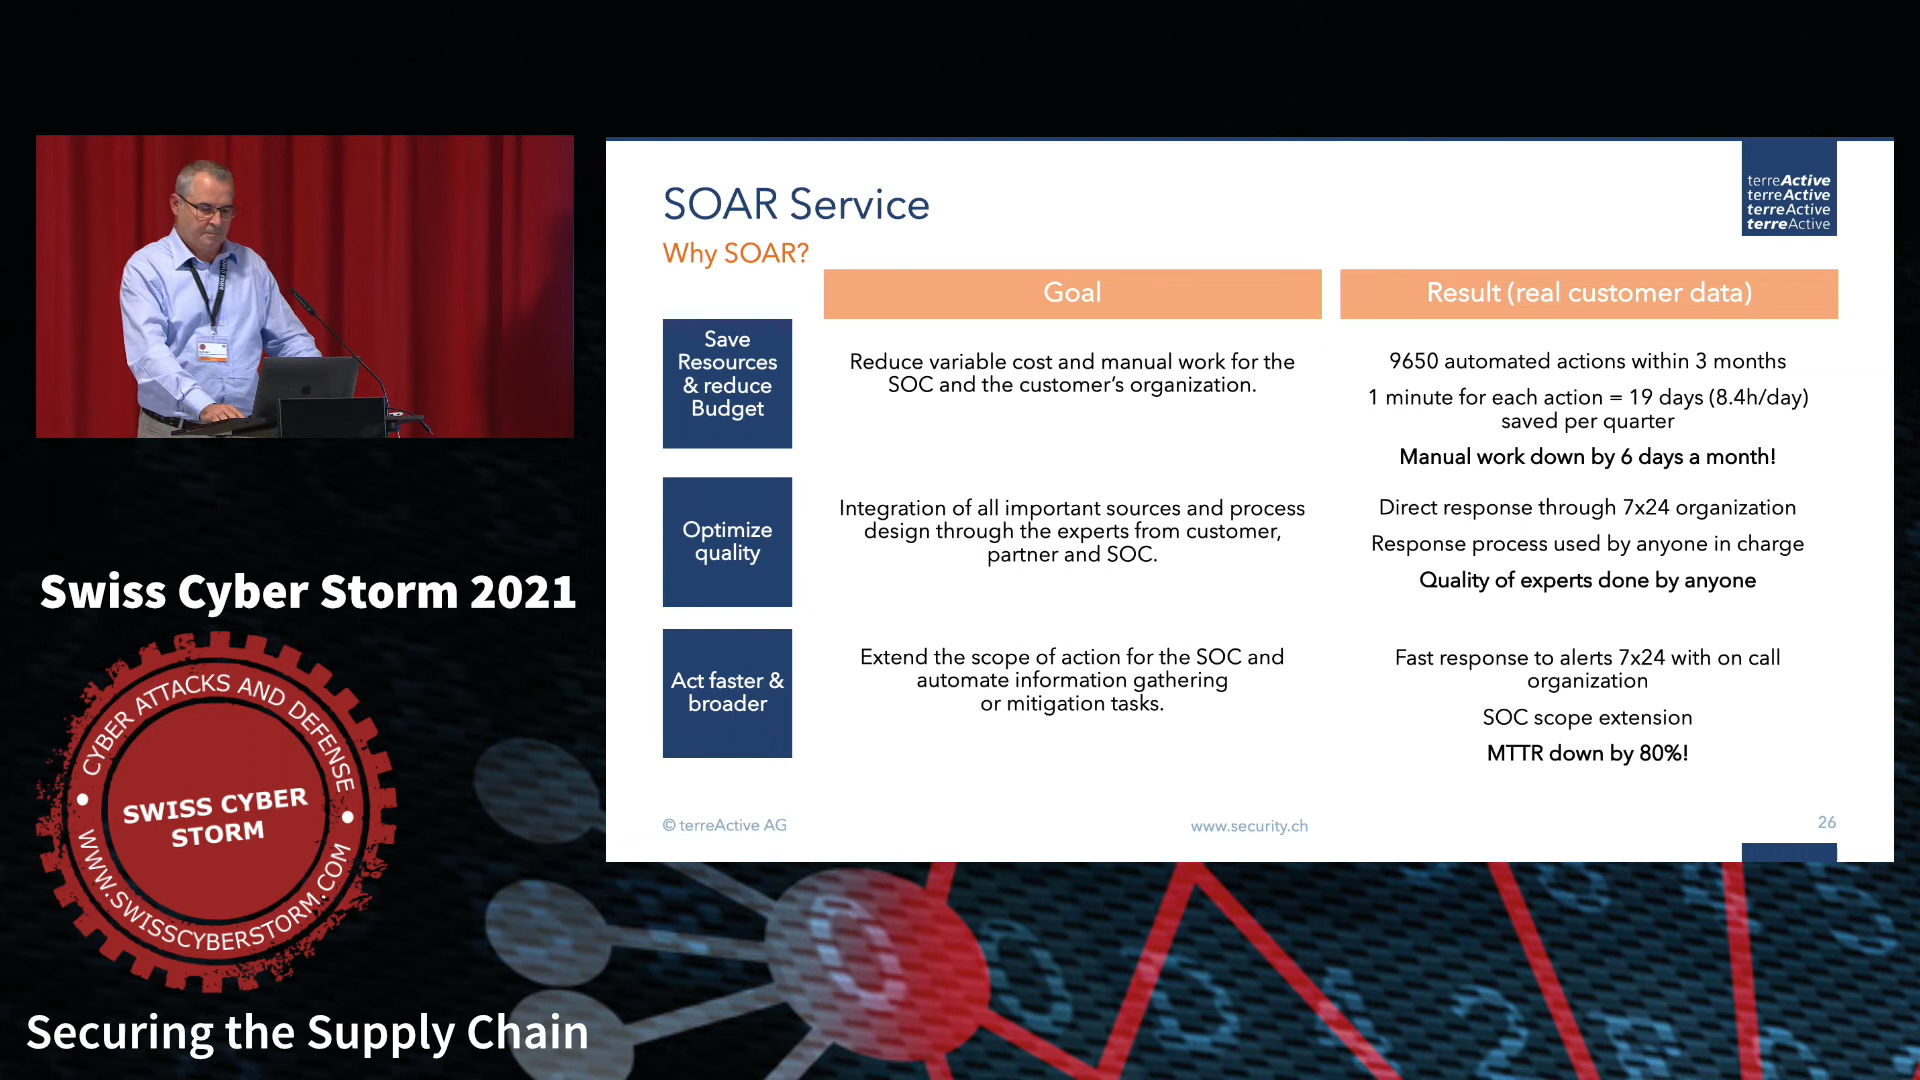 SOAR Service
Why SOAR?
terreActive
terreActive
terreActive
terreActive
Goal
Result (real customer data)
Save
Resources
& reduce
Budget
Reduce variable cost and manual work for the
SOC and the customer's organization.
9650 automated actions within 3 months
1 minute for each action = 19 days (8.4h/day)
saved per quarter
Manual work down by 6 days a month!
Optimize
quality
Integration of all important sources and process
design through the experts from customer,
partner and SOC.
Direct response through 7x24 organization
Response process used by anyone in charge
Quality of experts done by anyone
Act faster &
broader
Extend the scope of action for the SOC and
automate information gathering
or mitigation tasks.
Fast response to alerts 7x24 with on call
organization
SOC scope extension
MTTR down by 80%!
© terreActive AG
www.security.ch
26
Swiss Cyber Storm 2021
CYBER ATTACKS AND DEFENSE
SWISS CYBER
STORM
WWW.SWISSCYBERSTORM.COM
Securing the Supply Chain